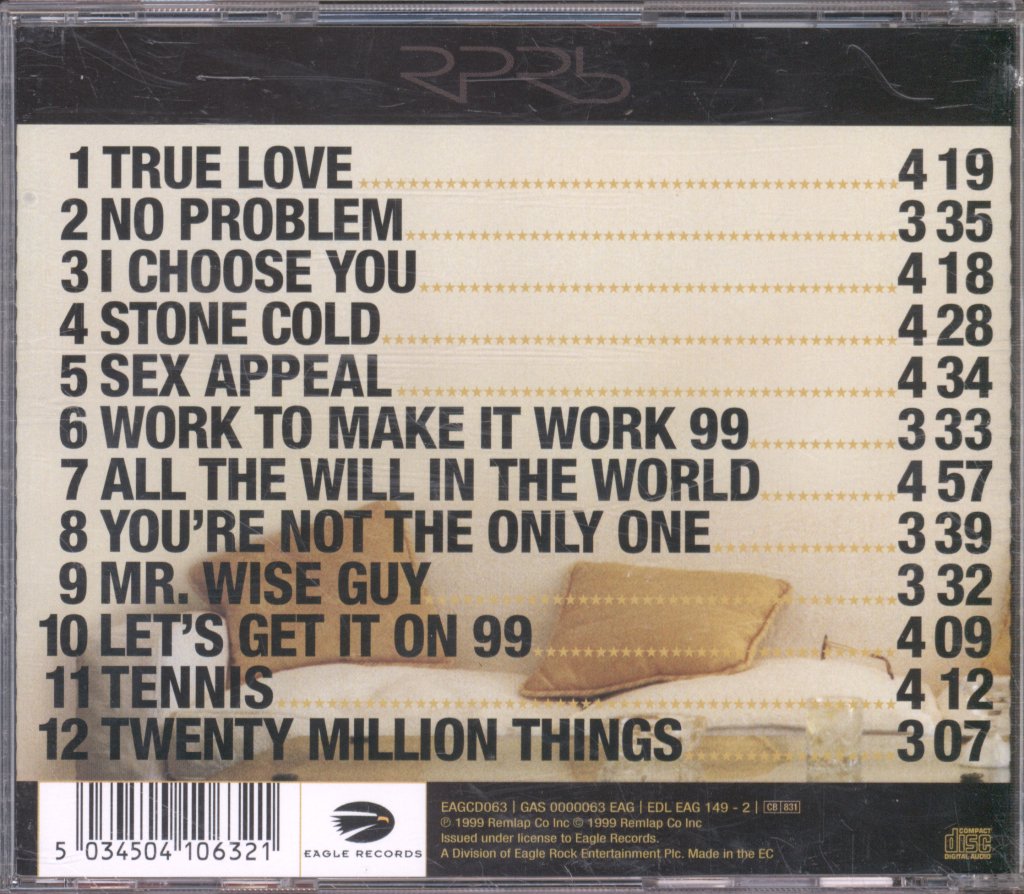 RPRB
1 TRUE LOVE 4 19
2 NO PROBLEM 3 35
3 I CHOOSE YOU 4 18
4 STONE COLD 4 28
5 SEX APPEAL 4 34
6 WORK TO MAKE IT WORK 99 3 33
7 ALL THE WILL IN THE WORLD 4 57
8 YOU'RE NOT THE ONLY ONE 3 39
9 MR. WISE GUY 3 32
10 LET'S GET IT ON 99 4 09
11 TENNIS 4 12
12 TWENTY MILLION THINGS 3 07
5 034504 106321
EAGLE RECORDS
EAGCD063 | GAS 0000063 EAG | EDL EAG 149 - 2 | CB 831
℗ 1999 Remlap Co Inc © 1999 Remlap Co Inc
Issued under license to Eagle Records.
A Division of Eagle Rock Entertainment Plc. Made in the EC
COMPACT
disc
DIGITAL AUDIO